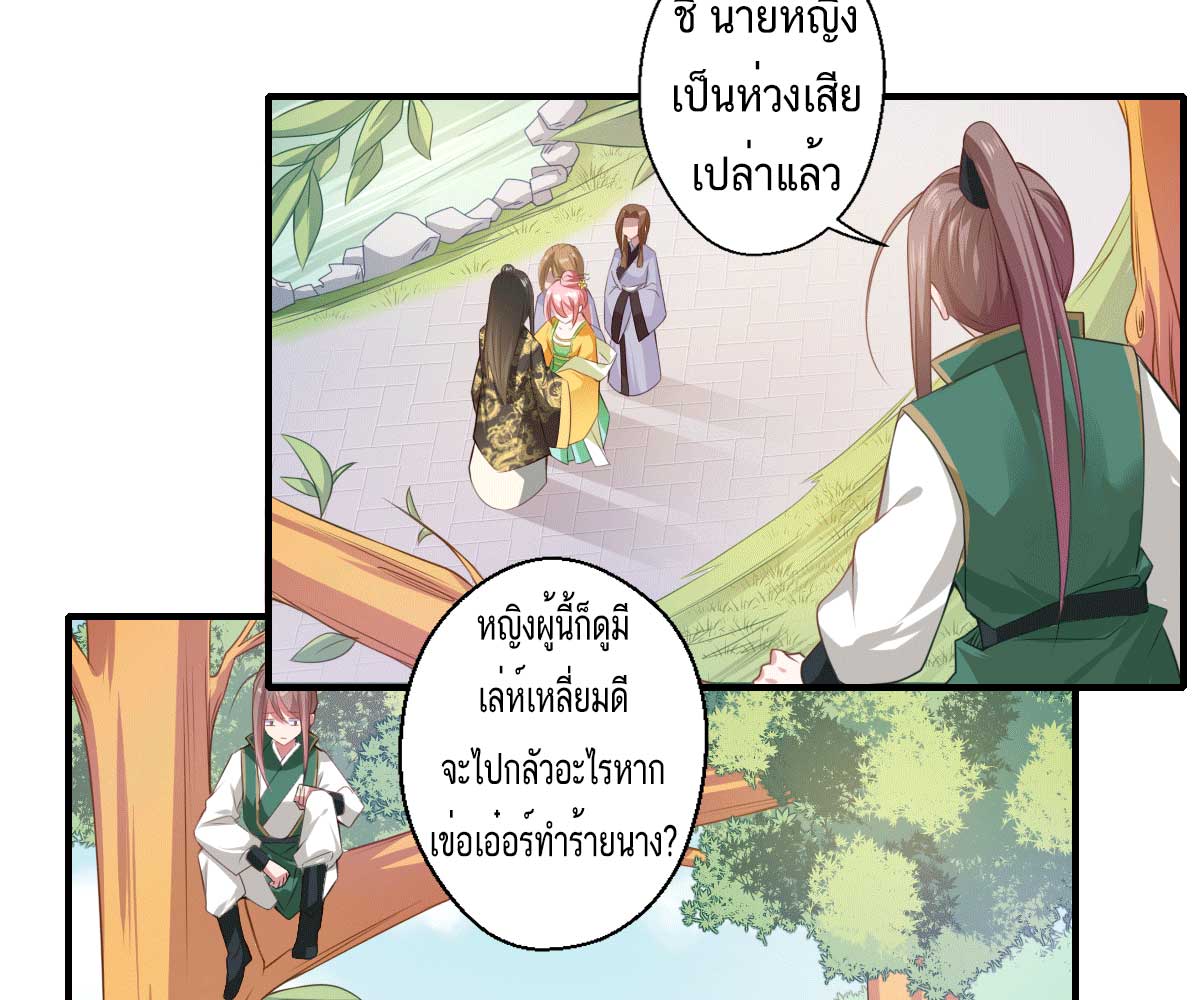 ชิ นายหญิง
เป็นห่วงเสีย
เปล่าแล้ว
หญิงผู้นี้ก็ดูมี
เล่ห์เหลี่ยมดี
จะไปกลัวอะไรหาก
เข่อเอ๋อร์ทำร้ายนาง?